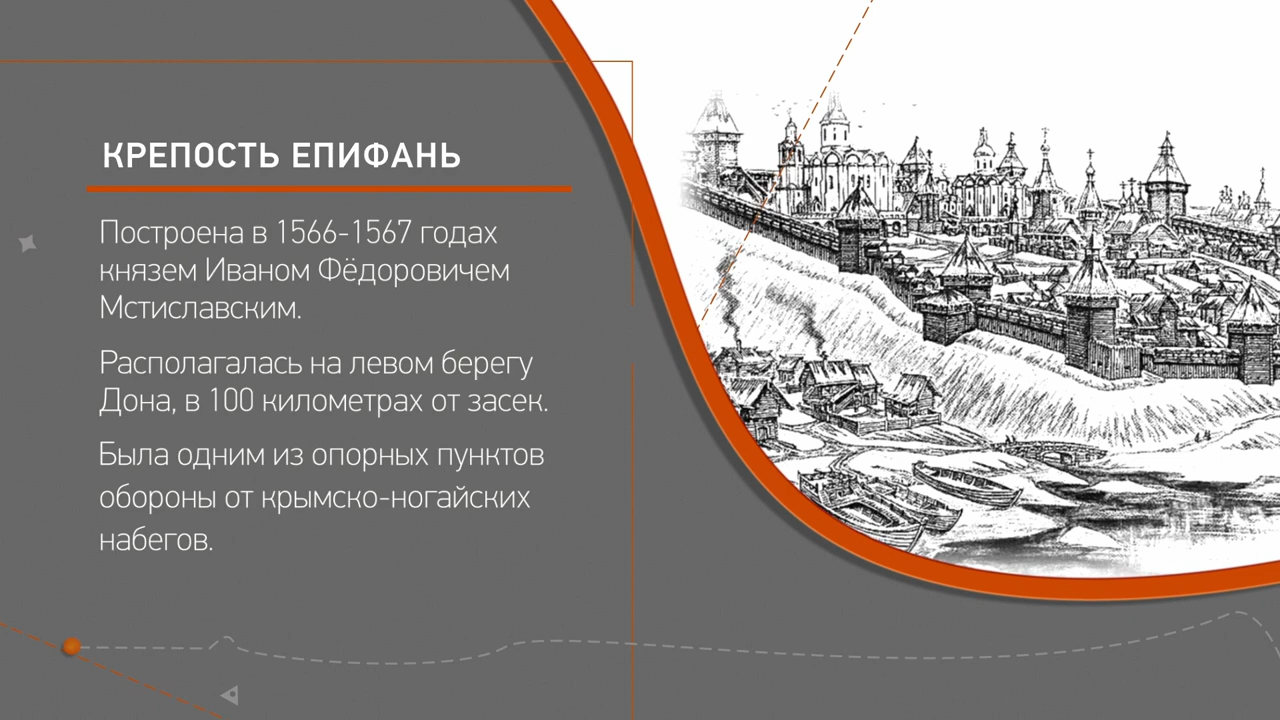 КРЕПОСТЬ ЕПИФАНЬ
Построена в 1566-1567 годах
князем Иваном Фёдоровичем
Мстиславским.
Располагалась на левом берегу
Дона, в 100 километрах от засек.
Была одним из опорных пунктов
обороны от крымско-ногайских
набегов.